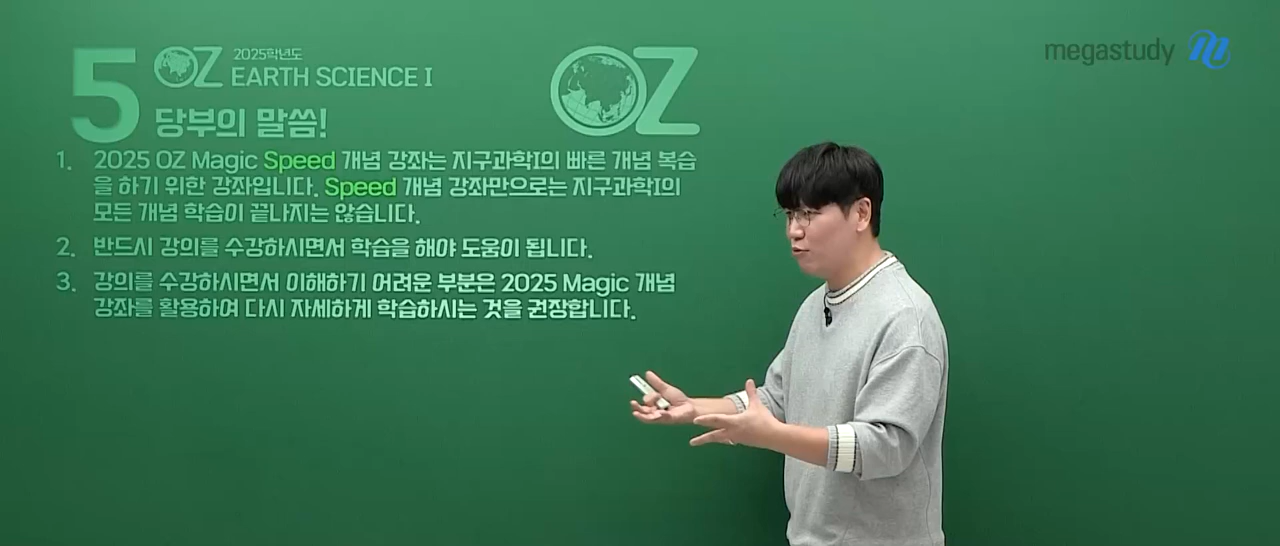 megastudy
5
OZ
2025학년도
EARTH SCIENCE I
OZ
당부의 말씀!
1. 2025 OZ Magic Speed 개념 강좌는 지구과학I의 빠른 개념 복습
을 하기 위한 강좌입니다. Speed 개념 강좌만으로는 지구과학I의
모든 개념 학습이 끝나지는 않습니다.
2. 반드시 강의를 수강하시면서 학습을 해야 도움이 됩니다.
3. 강의를 수강하시면서 이해하기 어려운 부분은 2025 Magic 개념
강좌를 활용하여 다시 자세하게 학습하시는 것을 권장합니다.